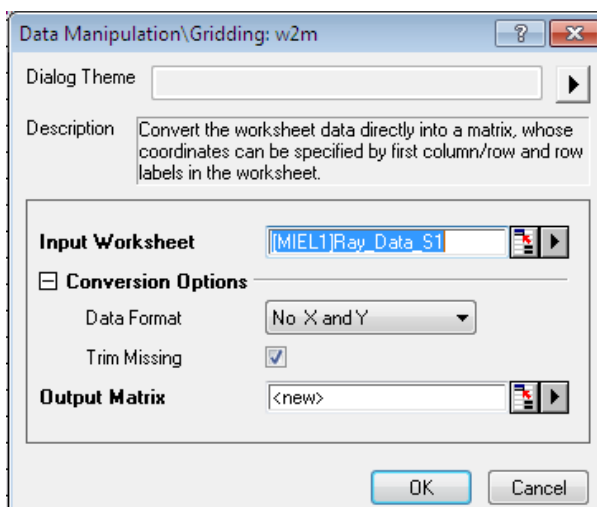 Data Manipulation\Gridding: w2m
Dialog Theme
Description
Convert the worksheet data directly into a matrix, whose
coordinates can be specified by first column/row and row
labels in the worksheet.
Input Worksheet
[MIEL1]Ray_Data_S1
Conversion Options
Data Format
No X and Y
Trim Missing
Output Matrix
<new>
OK
Cancel